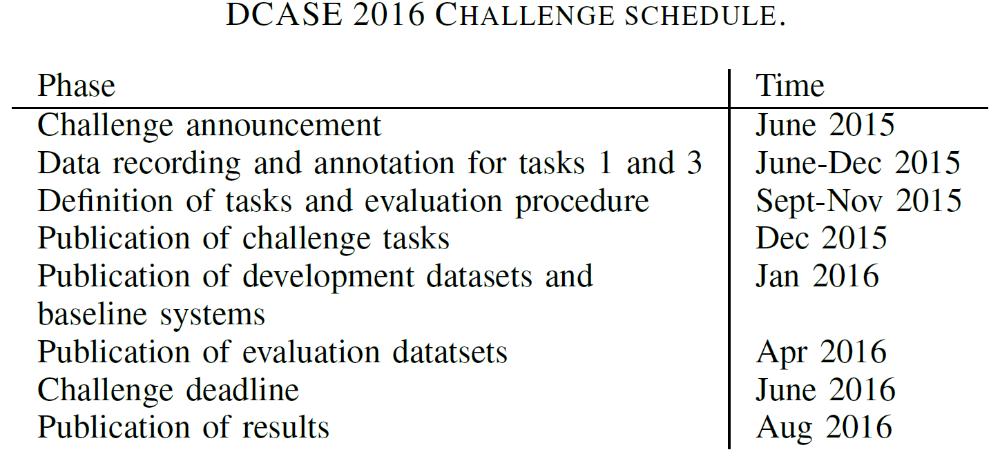 DCASE 2016 CHALLENGE SCHEDULE.
Phase Time
Challenge announcement June 2015
Data recording and annotation for tasks 1 and 3 June-Dec 2015
Definition of tasks and evaluation procedure Sept-Nov 2015
Publication of challenge tasks Dec 2015
Publication of development datasets and Jan 2016
baseline systems
Publication of evaluation datatsets Apr 2016
Challenge deadline June 2016
Publication of results Aug 2016